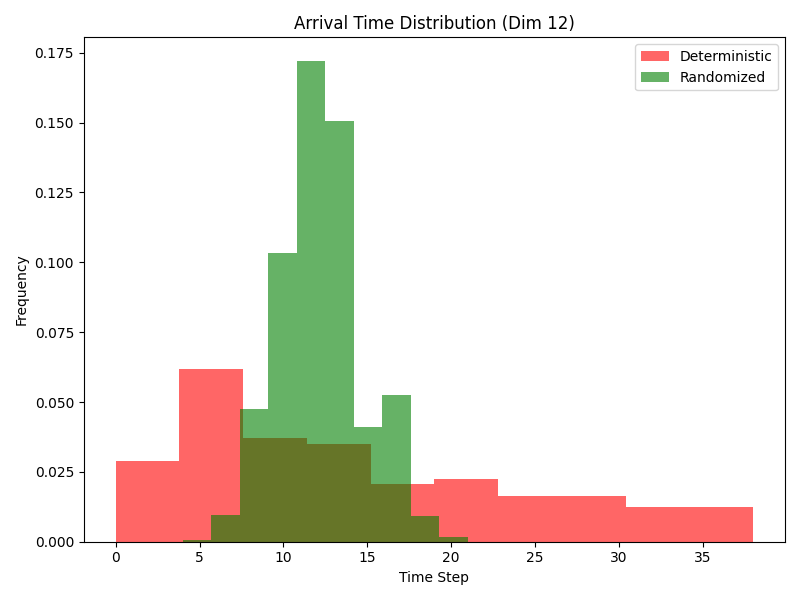 Arrival Time Distribution (Dim 12)
Deterministic
Randomized
Frequency
0.175
0.150
0.125
0.100
0.075
0.050
0.025
0.000
0 5 10 15 20 25 30 35
Time Step